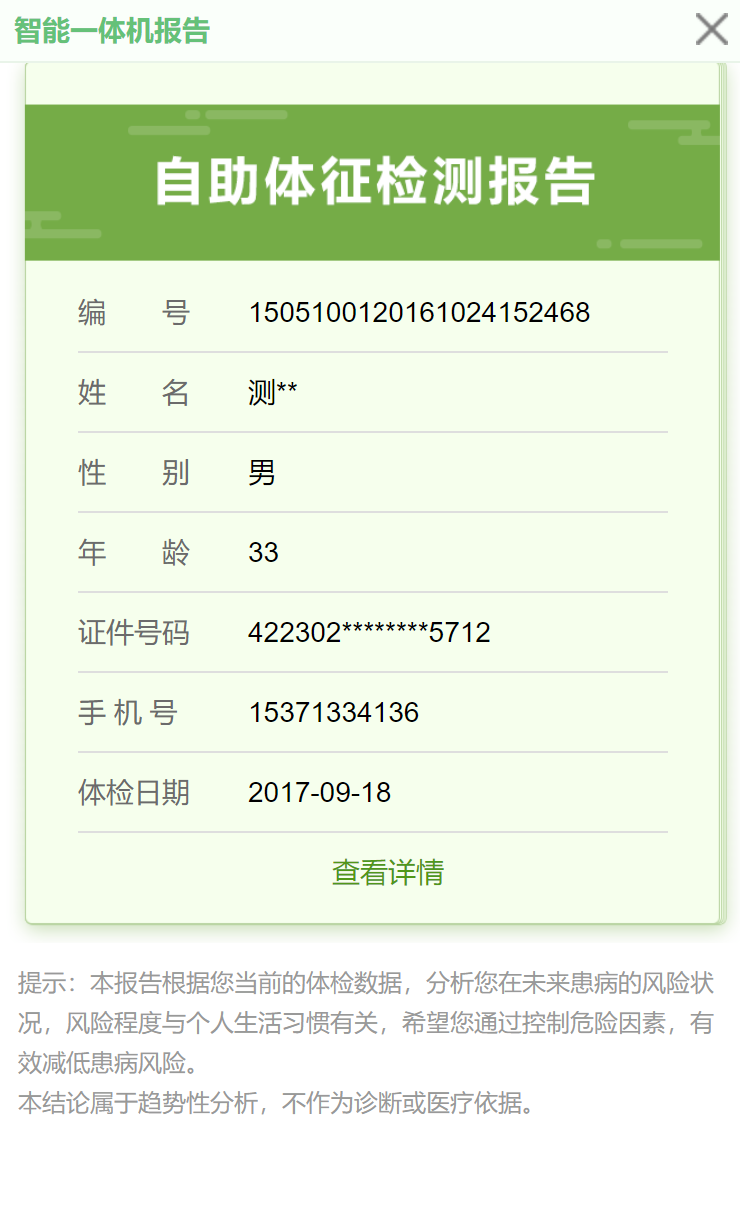 智能一体机报告
自助体征检测报告
编 号 1505100120161024152468
姓 名 测**
性 别 男
年 龄 33
证件号码 422302********5712
手 机 号 15371334136
体检日期 2017-09-18
查看详情
提示：本报告根据您当前的体检数据，分析您在未来患病的风险状
况，风险程度与个人生活习惯有关，希望您通过控制危险因素，有
效减低患病风险。
本结论属于趋势性分析，不作为诊断或医疗依据。